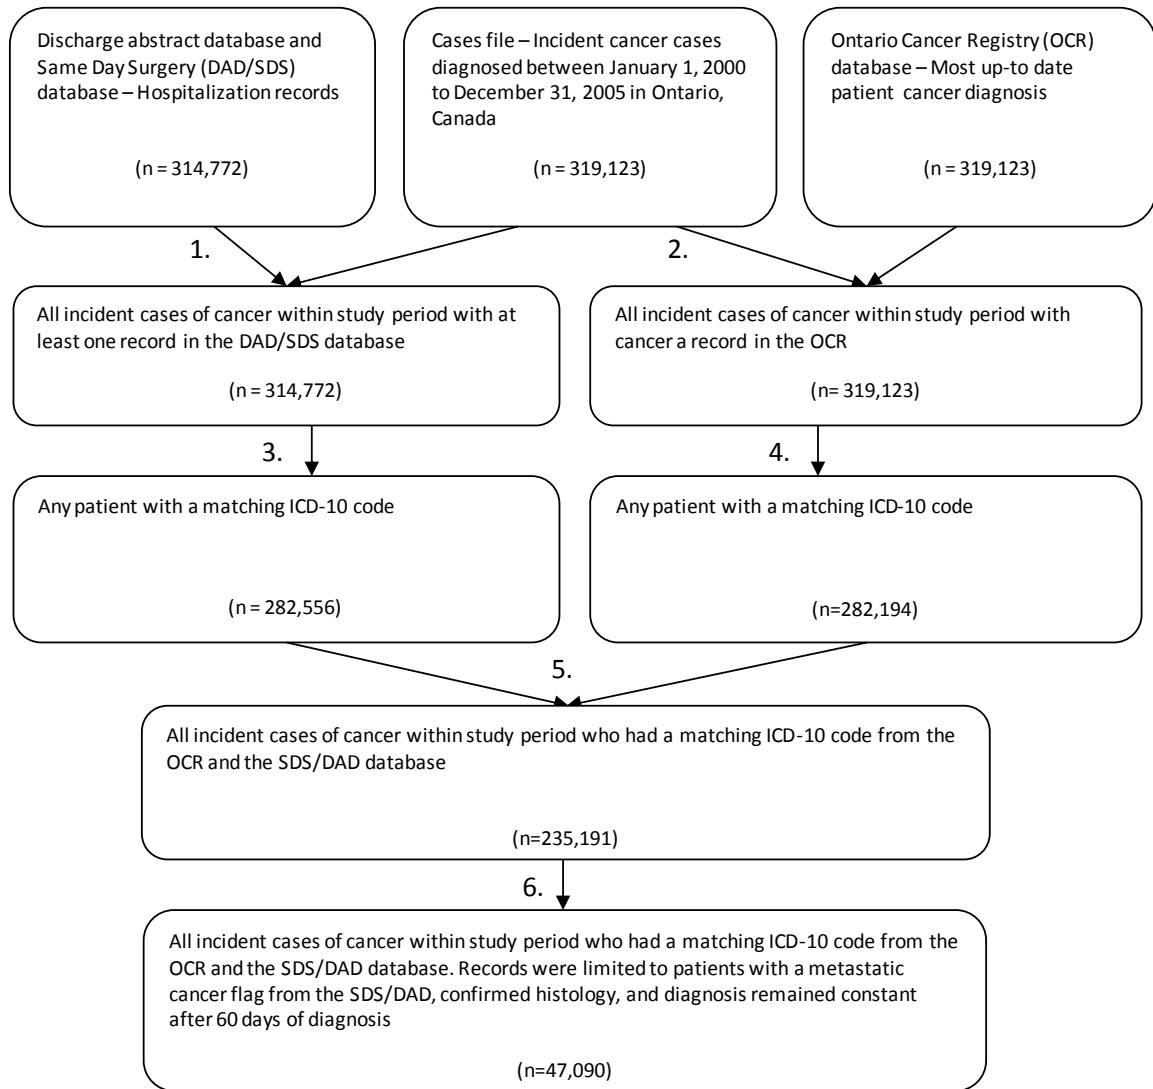 Discharge abstract database and
Same Day Surgery (DAD/SDS)
database – Hospitalization records
(n = 314,772)
Cases file – Incident cancer cases
diagnosed between January 1, 2000
to December 31, 2005 in Ontario,
Canada
(n = 319,123)
Ontario Cancer Registry (OCR)
database – Most up-to date
patient cancer diagnosis
(n = 319,123)
1.
2.
All incident cases of cancer within study period with at
least one record in the DAD/SDS database
(n = 314,772)
All incident cases of cancer within study period with
cancer a record in the OCR
(n= 319,123)
3.
4.
Any patient with a matching ICD-10 code
(n = 282,556)
Any patient with a matching ICD-10 code
(n=282,194)
5.
All incident cases of cancer within study period who had a matching ICD-10 code from the
OCR and the SDS/DAD database
(n=235,191)
6.
All incident cases of cancer within study period who had a matching ICD-10 code from the
OCR and the SDS/DAD database. Records were limited to patients with a metastatic
cancer flag from the SDS/DAD, confirmed histology, and diagnosis remained constant
after 60 days of diagnosis
(n=47,090)